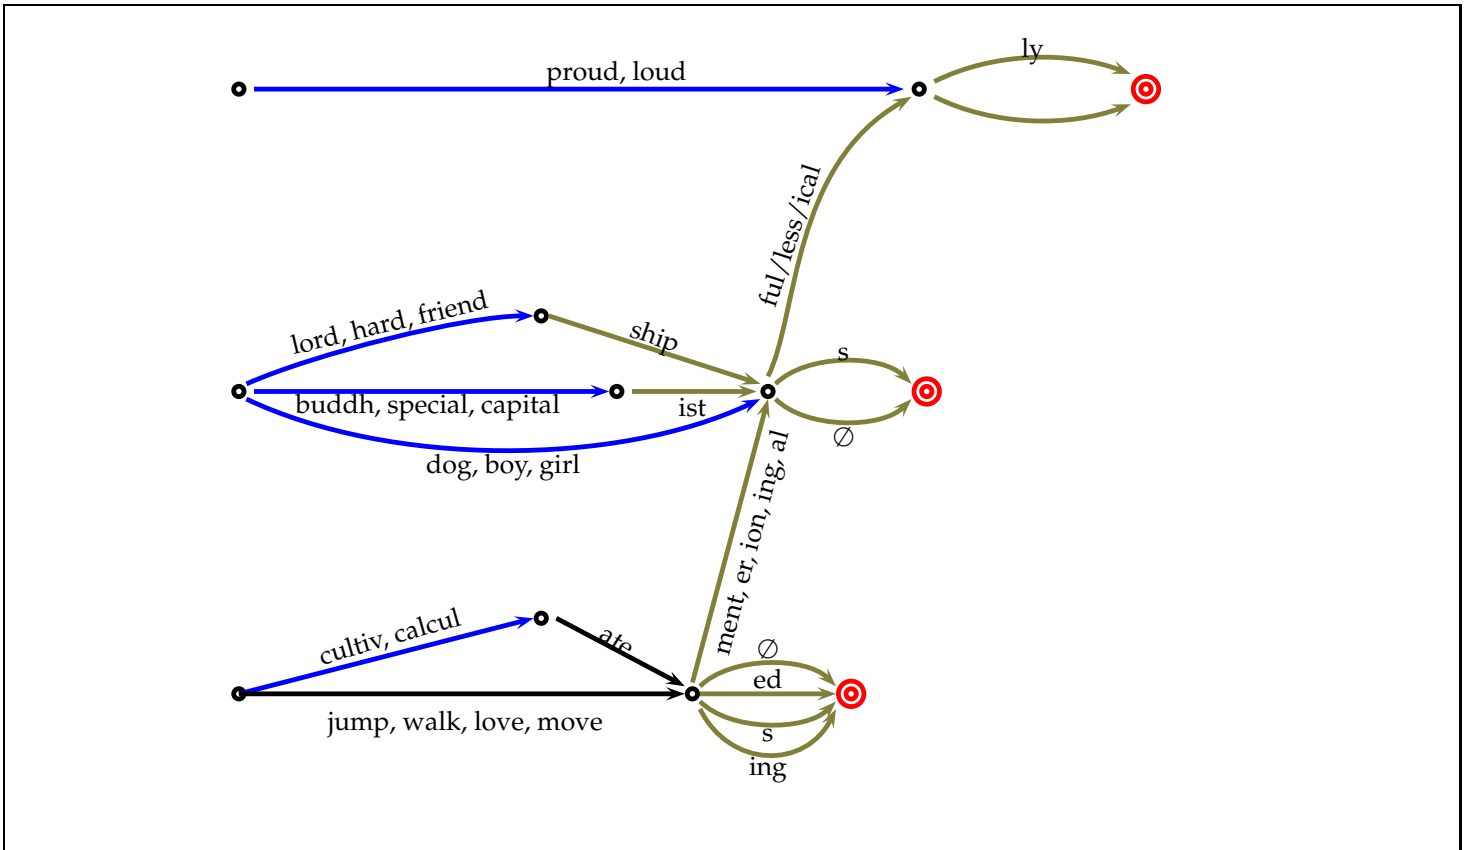 ly
proud, loud
ful/less/ical
lord, hard, friend
ship
s
buddh, special, capital
ist
∅
dog, boy, girl
ment, er, ion, ing, al
cultiv, calcul
ate
∅
ed
jump, walk, love, move
s
ing